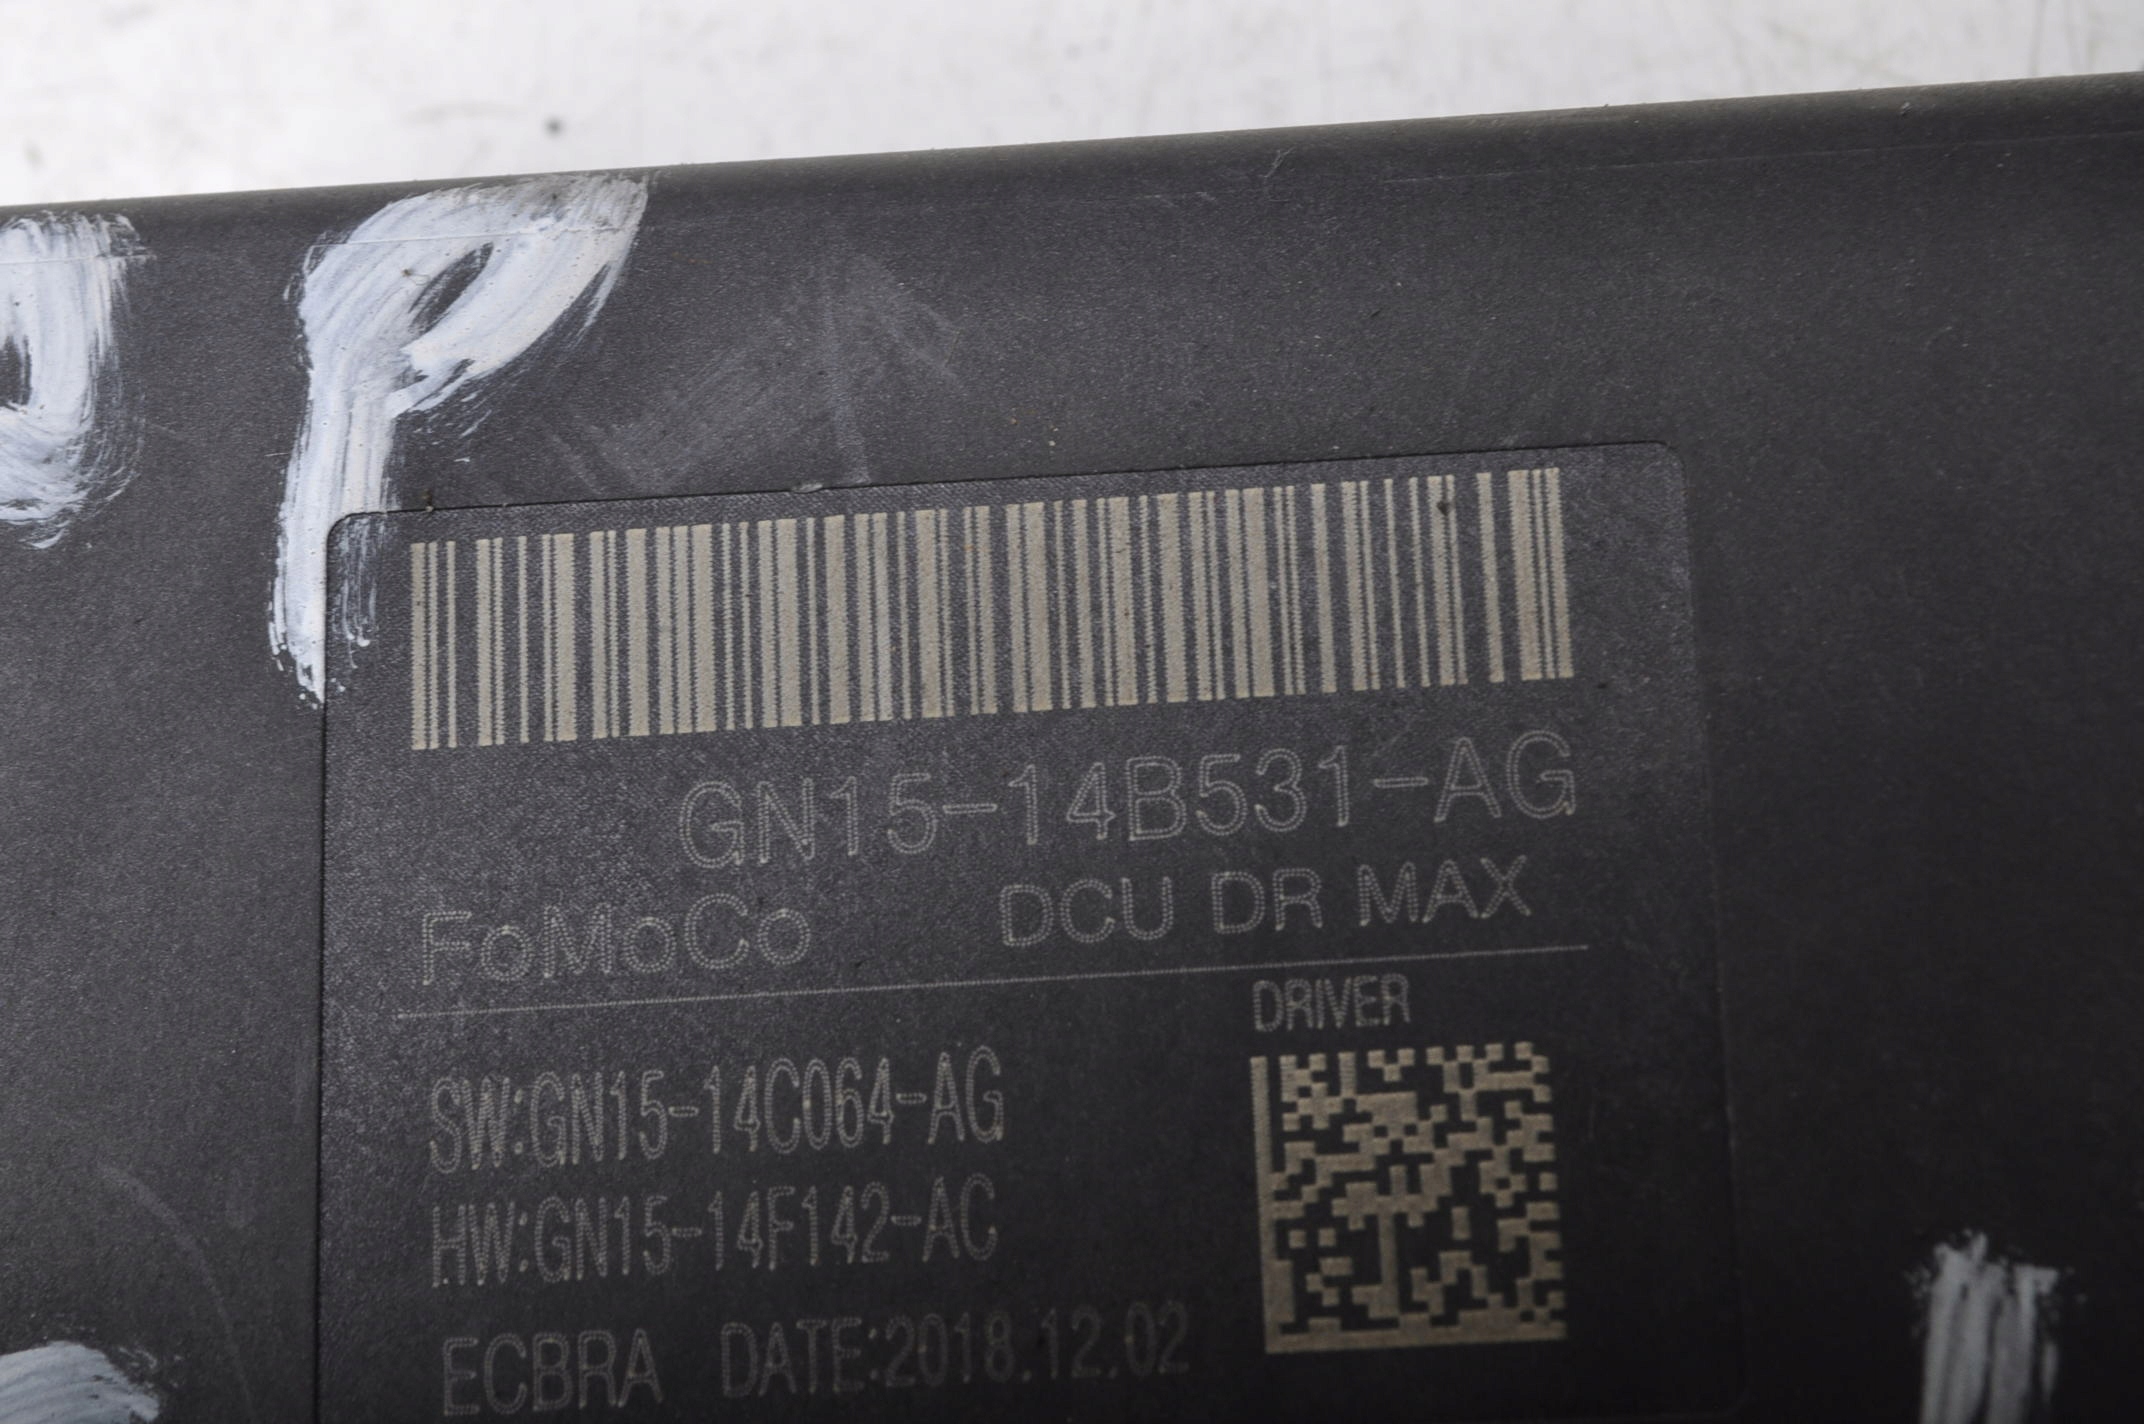 P
GN15-14B531-AG
FoMoCo DCU DR MAX
DRIVER
SW:GN15-14C064-AG
HW:GN15-14F142-AC
ECBRA DATE:2018.12.02